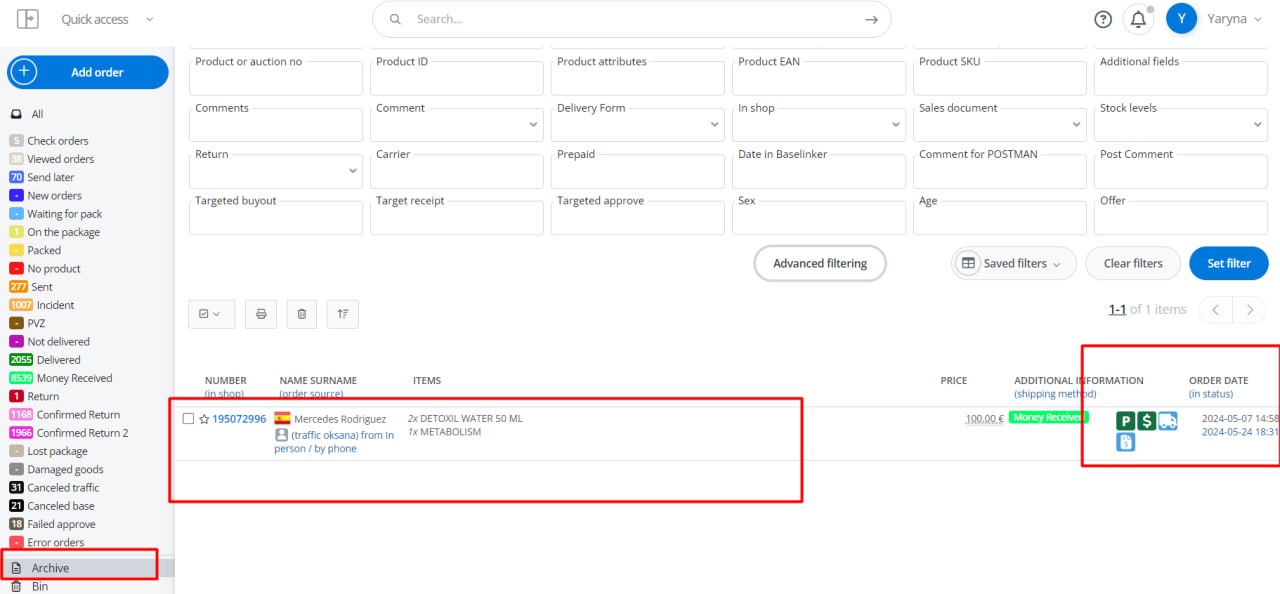 Quick access
Search...
Y
Yaryna
Add order
All
5 Check orders
38 Viewed orders
70 Send later
- New orders
- Waiting for pack
1 On the package
- Packed
- No product
277 Sent
1007 Incident
- PVZ
- Not delivered
2055 Delivered
8539 Money Received
1 Return
1168 Confirmed Return
1966 Confirmed Return 2
- Lost package
- Damaged goods
31 Canceled traffic
21 Canceled base
18 Failed approve
- Error orders
Archive
Bin
Product or auction no Product ID Product attributes Product EAN Product SKU Additional fields
Comments Comment Delivery Form In shop Sales document Stock levels
Return Carrier Prepaid Date in Baselinker Comment for POSTMAN Post Comment
Targeted buyout Target receipt Targeted approve Sex Age Offer
Advanced filtering Saved filters Clear filters Set filter
1-1 of 1 items
NUMBER NAME SURNAME ITEMS PRICE ADDITIONAL INFORMATION ORDER DATE
(in shop) (order source) (shipping method) (in status)
195072996 Mercedes Rodriguez 2x DETOXIL WATER 50 ML 100.00 € Money Received P $ 2024-05-07 14:58
(traffic oksana) from In 1x METABOLISM 2024-05-24 18:31
person / by phone